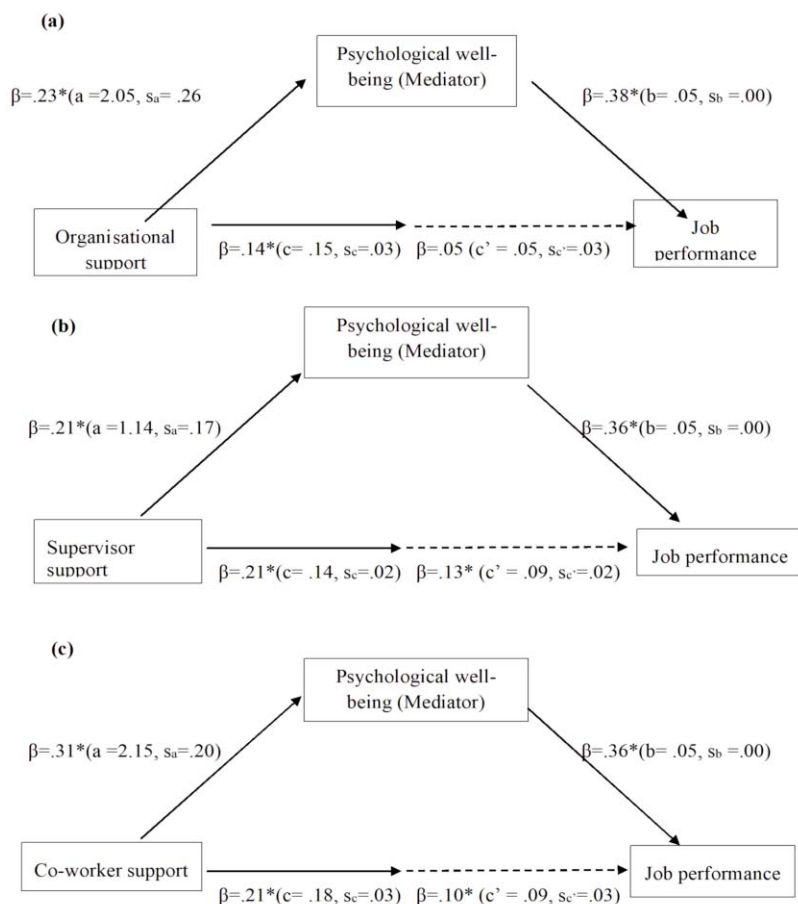 (a)
Psychological well-
being (Mediator)
β=.23*(a =2.05, sa= .26
β=.38*(b= .05, sb =.00)
Organisational
support
β=.14*(c= .15, sc=.03)
β=.05 (c’ = .05, sc’=.03)
Job
performance
(b)
Psychological well-
being (Mediator)
β=.21*(a =1.14, sa=.17)
β=.36*(b= .05, sb =.00)
Supervisor
support
β=.21*(c= .14, sc=.02)
β=.13* (c’ = .09, sc’=.02)
Job performance
(c)
Psychological well-
being (Mediator)
β=.31*(a =2.15, sa=.20)
β=.36*(b= .05, sb =.00)
Co-worker support
β=.21*(c= .18, sc=.03)
β=.10* (c’ = .09, sc’=.03)
Job performance